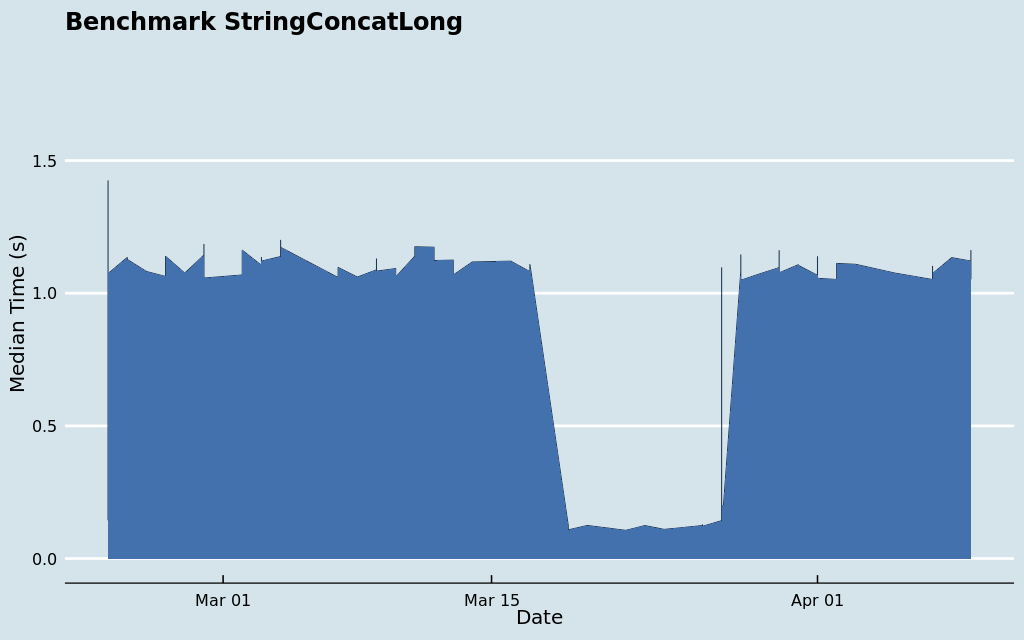 Benchmark StringConcatLong
Median Time (s)
1.5
1.0
0.5
0.0
Mar 01
Mar 15
Apr 01
Date